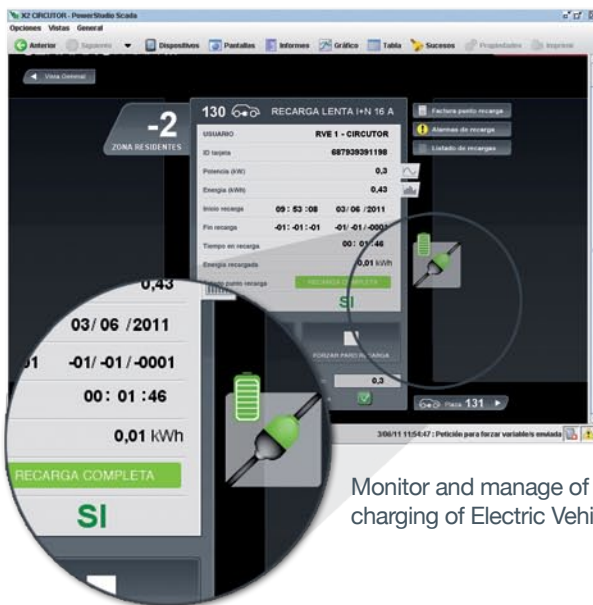 X2 CIRCUTOR - PowerStudio Scada
Opciones Vistas General
Anterior Siguiente Dispositivos Pantallas Informes Gráfico Tabla Sucesos Propiedades Imprimir
Vista General
-2
ZONA RESIDENTES
130 RECARGA LENTA I+N 16 A
USUARIO RVE 1 - CIRCUTOR
ID tarjeta 687939391198
Potencia (kW) 0,3
Energía (kWh) 0,43
Inicio recarga 09:53:08 03/06/2011
Fin recarga -01:-01:-01 -01/-01/-0001
Tiempo en recarga 00:01:46
Energía recargada 0,01 kWh
punto recarga RECARGA COMPLETA
SI
FORZAR PARO RECARGA
0,3
Factura punto recarga
Alarmas de recarga
Listado de recargas
Plaza 131
3/06/11 11:54:47 : Petición para forzar variable/s enviada
0,43
03/06/2011
01 -01/-01/-0001
00:01:46
0,01 kWh
RECARGA COMPLETA
SI
Monitor and manage of
charging of Electric Vehi